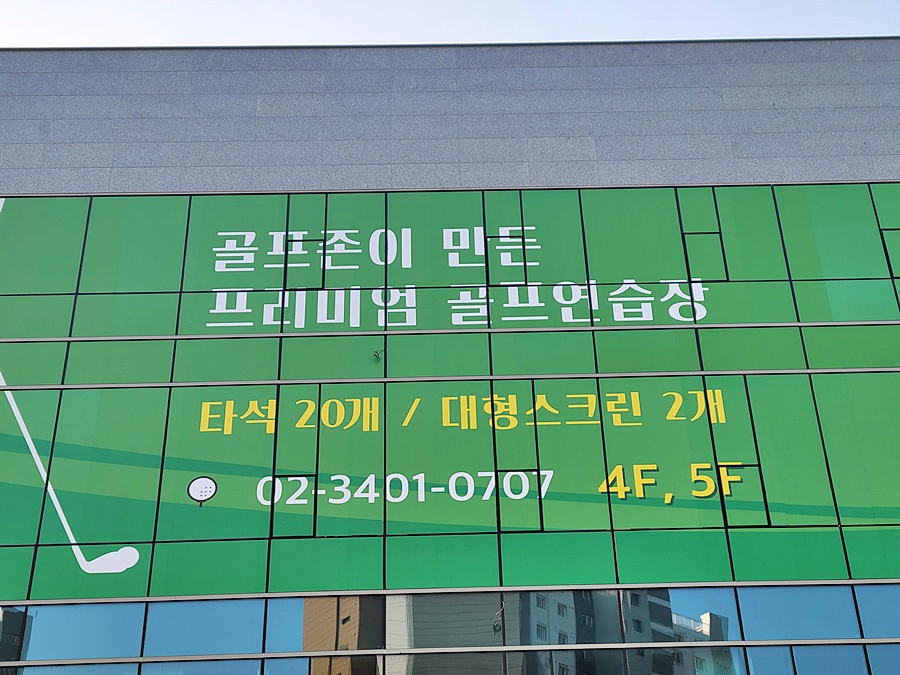 골프존이 만든
프리미엄 골프연습장
타석 20개 / 대형스크린 2개
02-3401-0707 4F, 5F